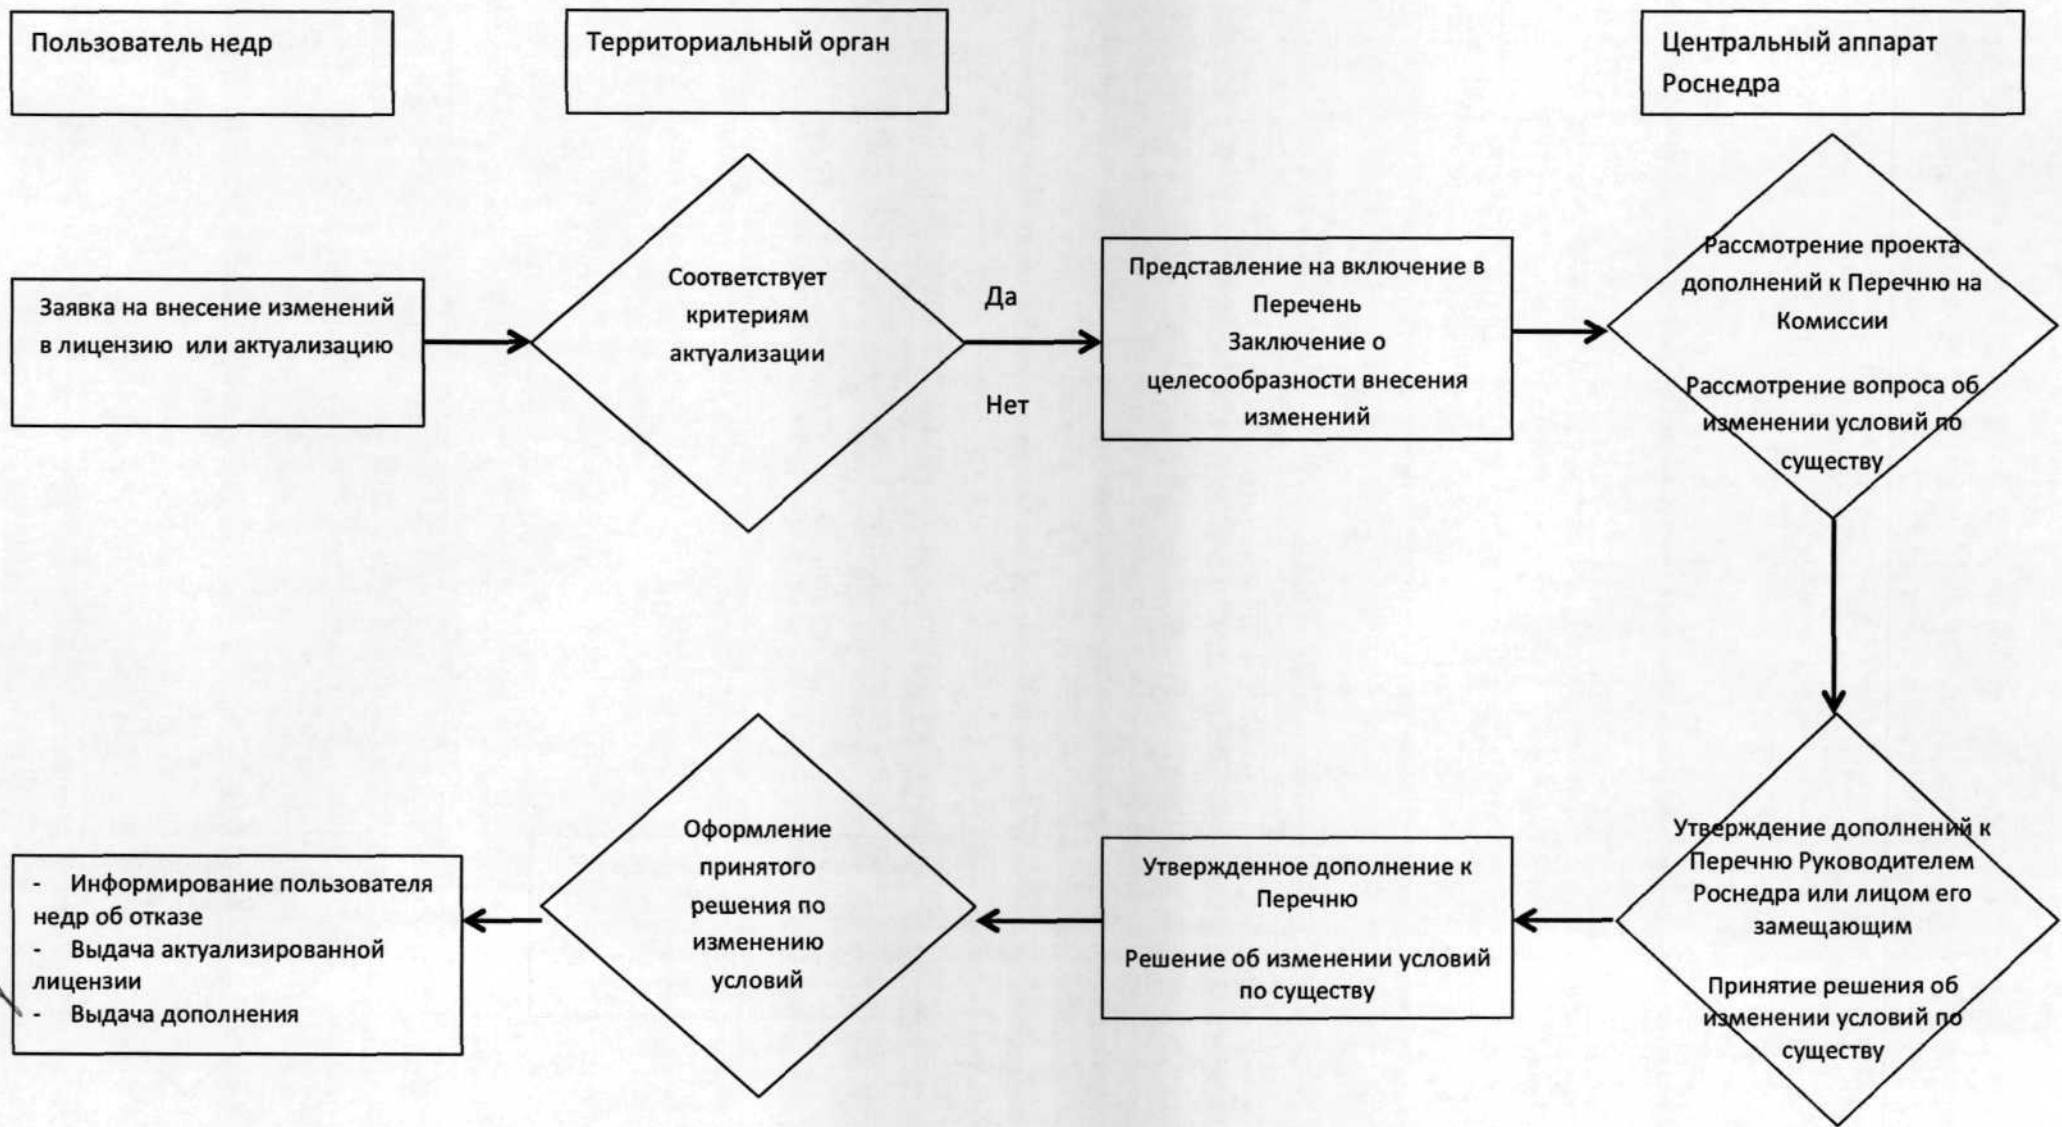 Пользователь недр
Территориальный орган
Центральный аппарат
Роснедра
Заявка на внесение изменений
в лицензию или актуализацию
Соответствует
критериям
актуализации
Да
Нет
Представление на включение в
Перечень
Заключение о
целесообразности внесения
изменений
Рассмотрение проекта
дополнений к Перечню на
Комиссии
Рассмотрение вопроса об
изменении условий по
существу
Утверждение дополнений к
Перечню Руководителем
Роснедра или лицом его
замещающим
Принятие решения об
изменении условий по
существу
Утвержденное дополнение к
Перечню
Решение об изменении условий
по существу
Оформление
принятого
решения по
изменению
условий
- Информирование пользователя
недр об отказе
- Выдача актуализированной
лицензии
- Выдача дополнения